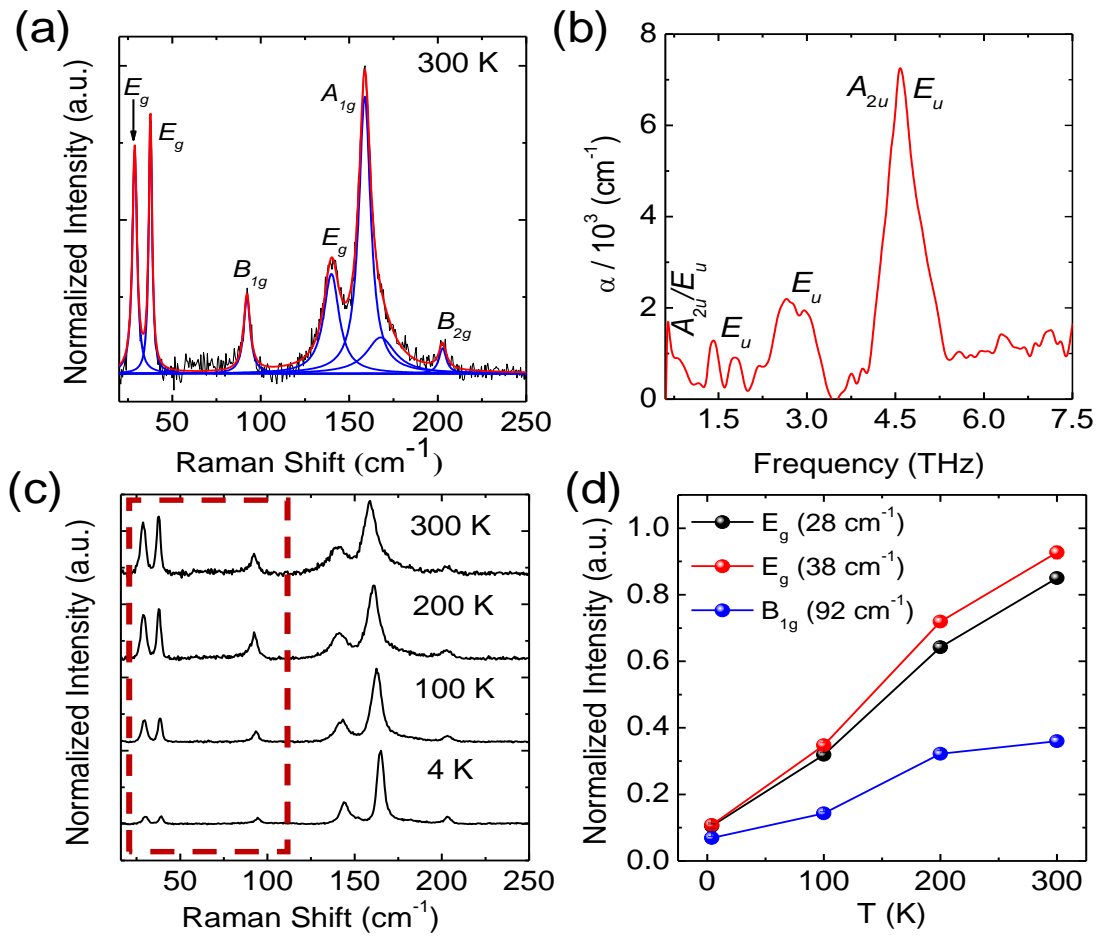 (a)
300 K
E_g
E_g
B_1g
E_g
A_1g
B_2g
Normalized Intensity (a.u.)
50 100 150 200 250
Raman Shift (cm^-1)
(b)
8
6
4
2
0
α / 10^3 (cm^-1)
A_2u/E_u
E_u
E_u
A_2u E_u
1.5 3.0 4.5 6.0 7.5
Frequency (THz)
(c)
300 K
200 K
100 K
4 K
Normalized Intensity (a.u.)
50 100 150 200 250
Raman Shift (cm^-1)
(d)
E_g (28 cm^-1)
E_g (38 cm^-1)
B_1g (92 cm^-1)
1.0
0.8
0.6
0.4
0.2
0.0
Normalized Intensity (a.u.)
0 100 200 300
T (K)